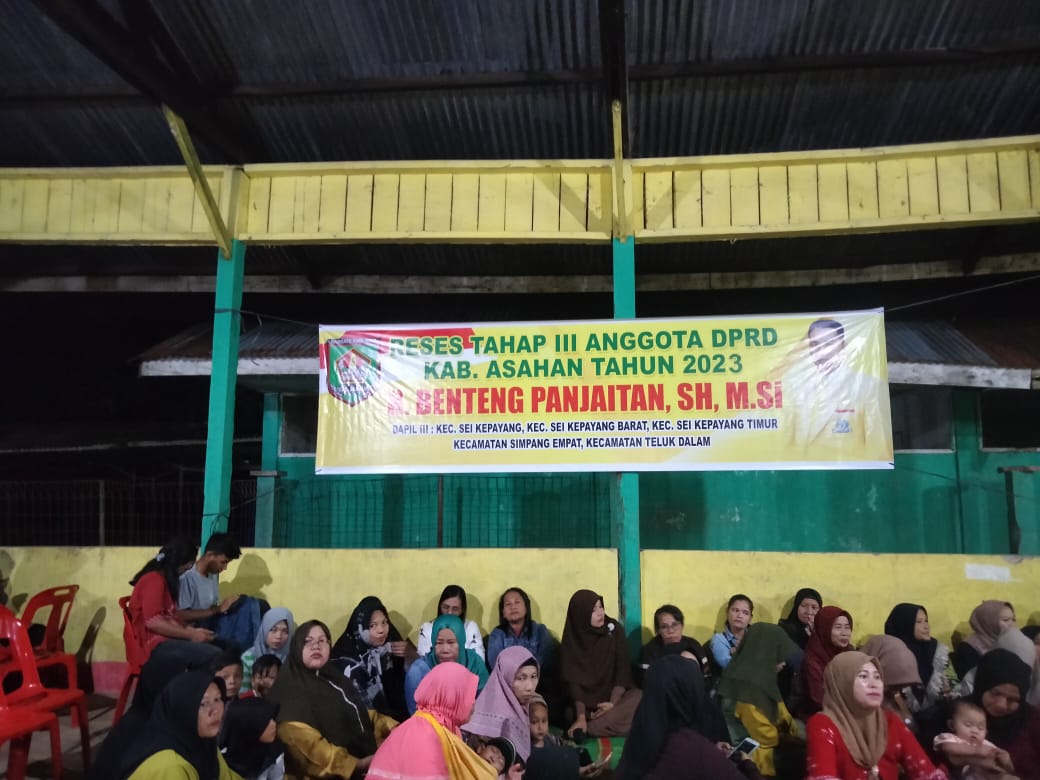 RESES TAHAP III ANGGOTA DPRD
KAB. ASAHAN TAHUN 2023
R. BENTENG PANJAITAN, SH, M.Si
DAPIL III : KEC. SEI KEPAYANG, KEC. SEI KEPAYANG BARAT, KEC. SEI KEPAYANG TIMUR
KECAMATAN SIMPANG EMPAT, KECAMATAN TELUK DALAM